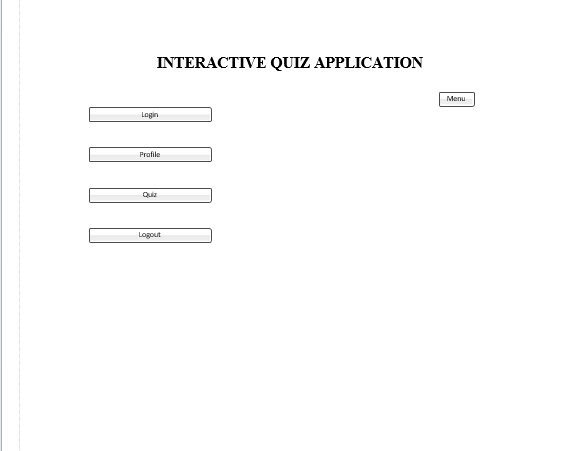 INTERACTIVE QUIZ APPLICATION
Menu
Login
Profile
Quiz
Logout